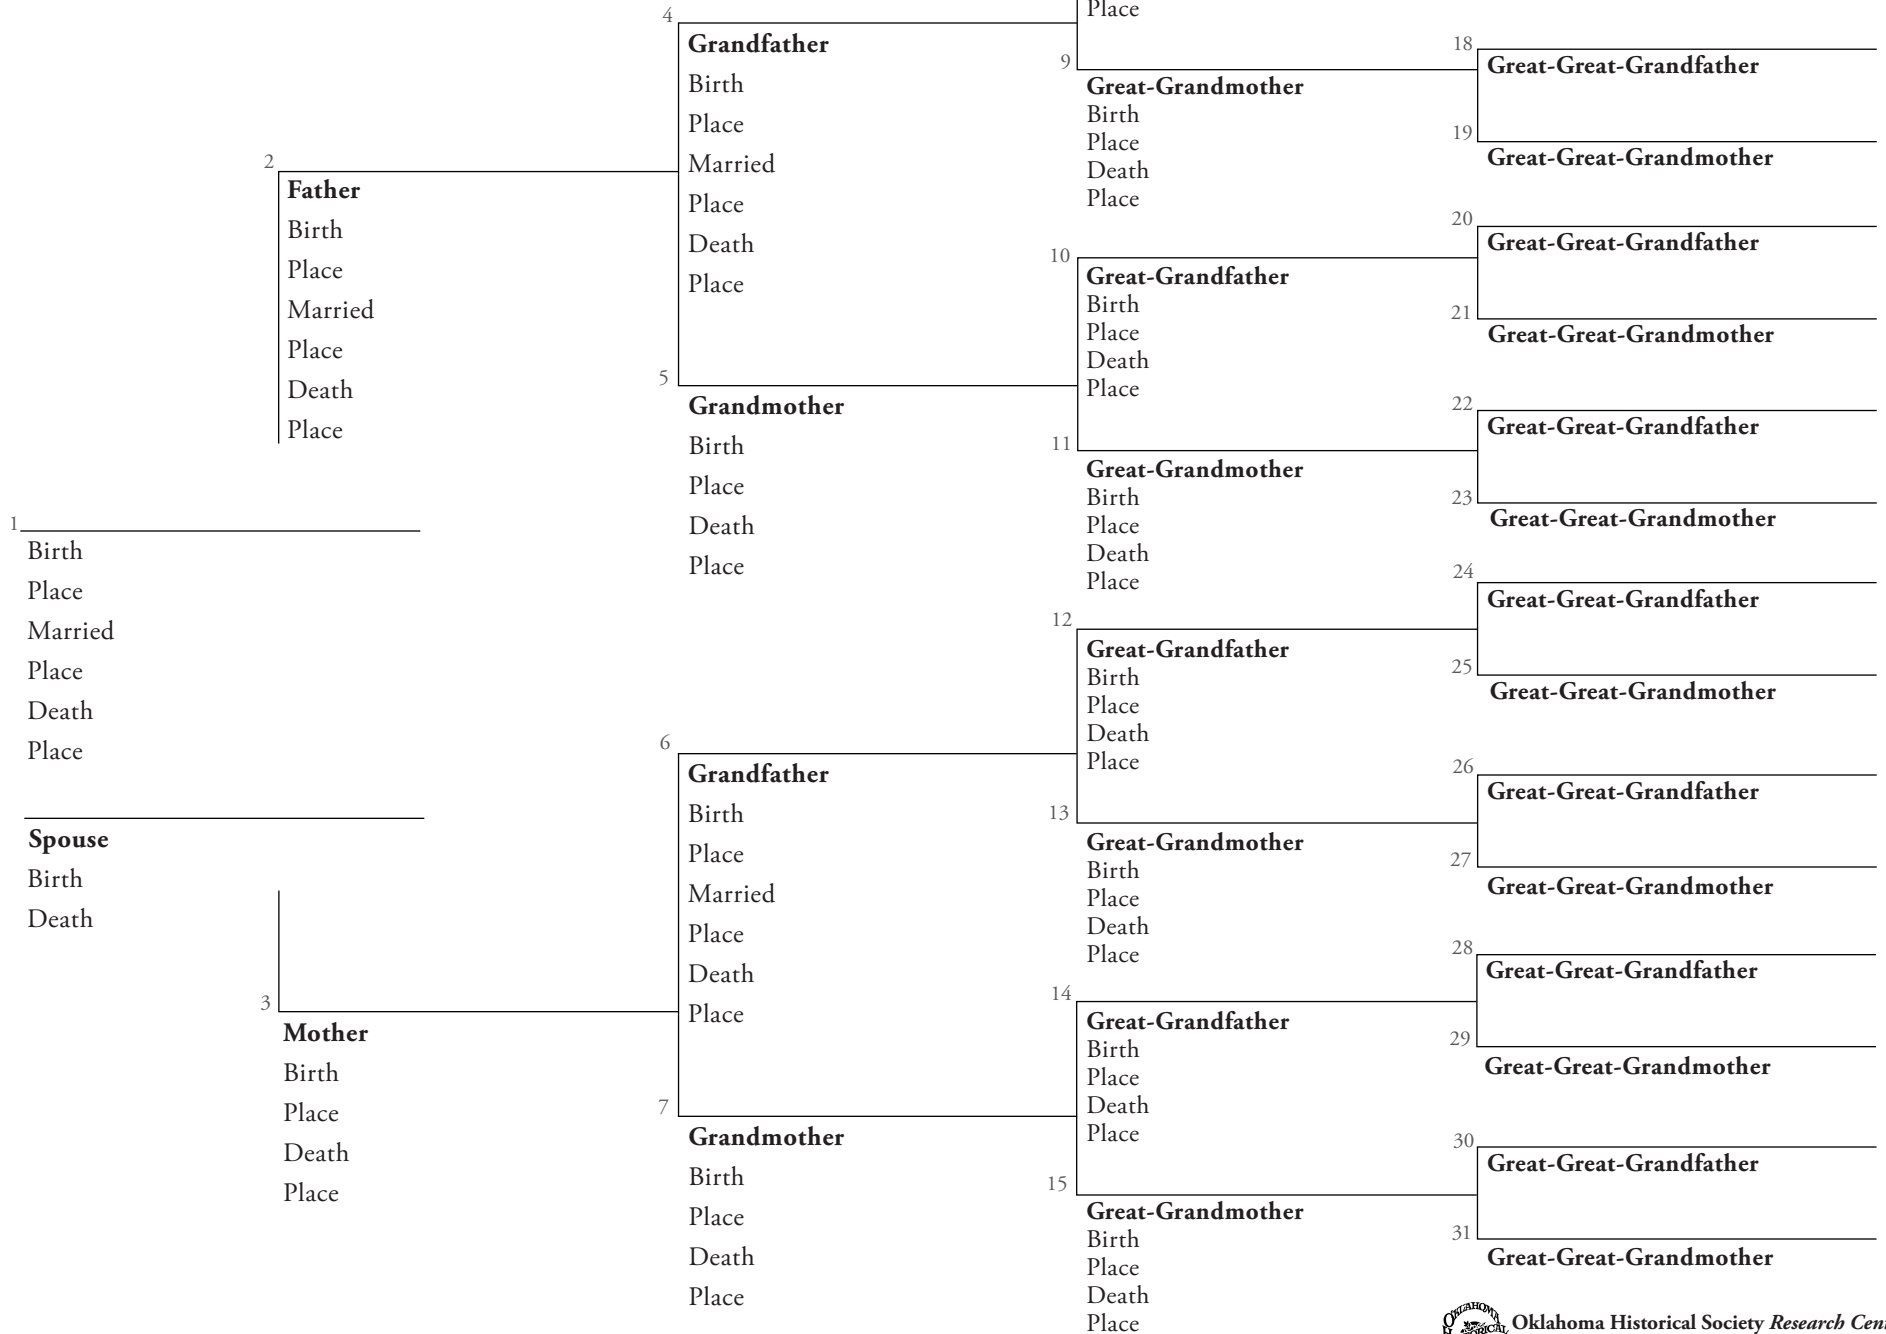 1
Birth
Place
Married
Place
Death
Place
Spouse
Birth
Death
2
Father
Birth
Place
Married
Place
Death
Place
3
Mother
Birth
Place
Death
Place
4
Grandfather
Birth
Place
Married
Place
Death
Place
5
Grandmother
Birth
Place
Death
Place
6
Grandfather
Birth
Place
Married
Place
Death
Place
7
Grandmother
Birth
Place
Death
Place
Place
9
Great-Grandmother
Birth
Place
Death
Place
10
Great-Grandfather
Birth
Place
Death
Place
11
Great-Grandmother
Birth
Place
Death
Place
12
Great-Grandfather
Birth
Place
Death
Place
13
Great-Grandmother
Birth
Place
Death
Place
14
Great-Grandfather
Birth
Place
Death
Place
15
Great-Grandmother
Birth
Place
Death
Place
18
Great-Great-Grandfather
19
Great-Great-Grandmother
20
Great-Great-Grandfather
21
Great-Great-Grandmother
22
Great-Great-Grandfather
23
Great-Great-Grandmother
24
Great-Great-Grandfather
25
Great-Great-Grandmother
26
Great-Great-Grandfather
27
Great-Great-Grandmother
28
Great-Great-Grandfather
29
Great-Great-Grandmother
30
Great-Great-Grandfather
31
Great-Great-Grandmother
OKLAHOMA
Oklahoma Historical Society Research Cen